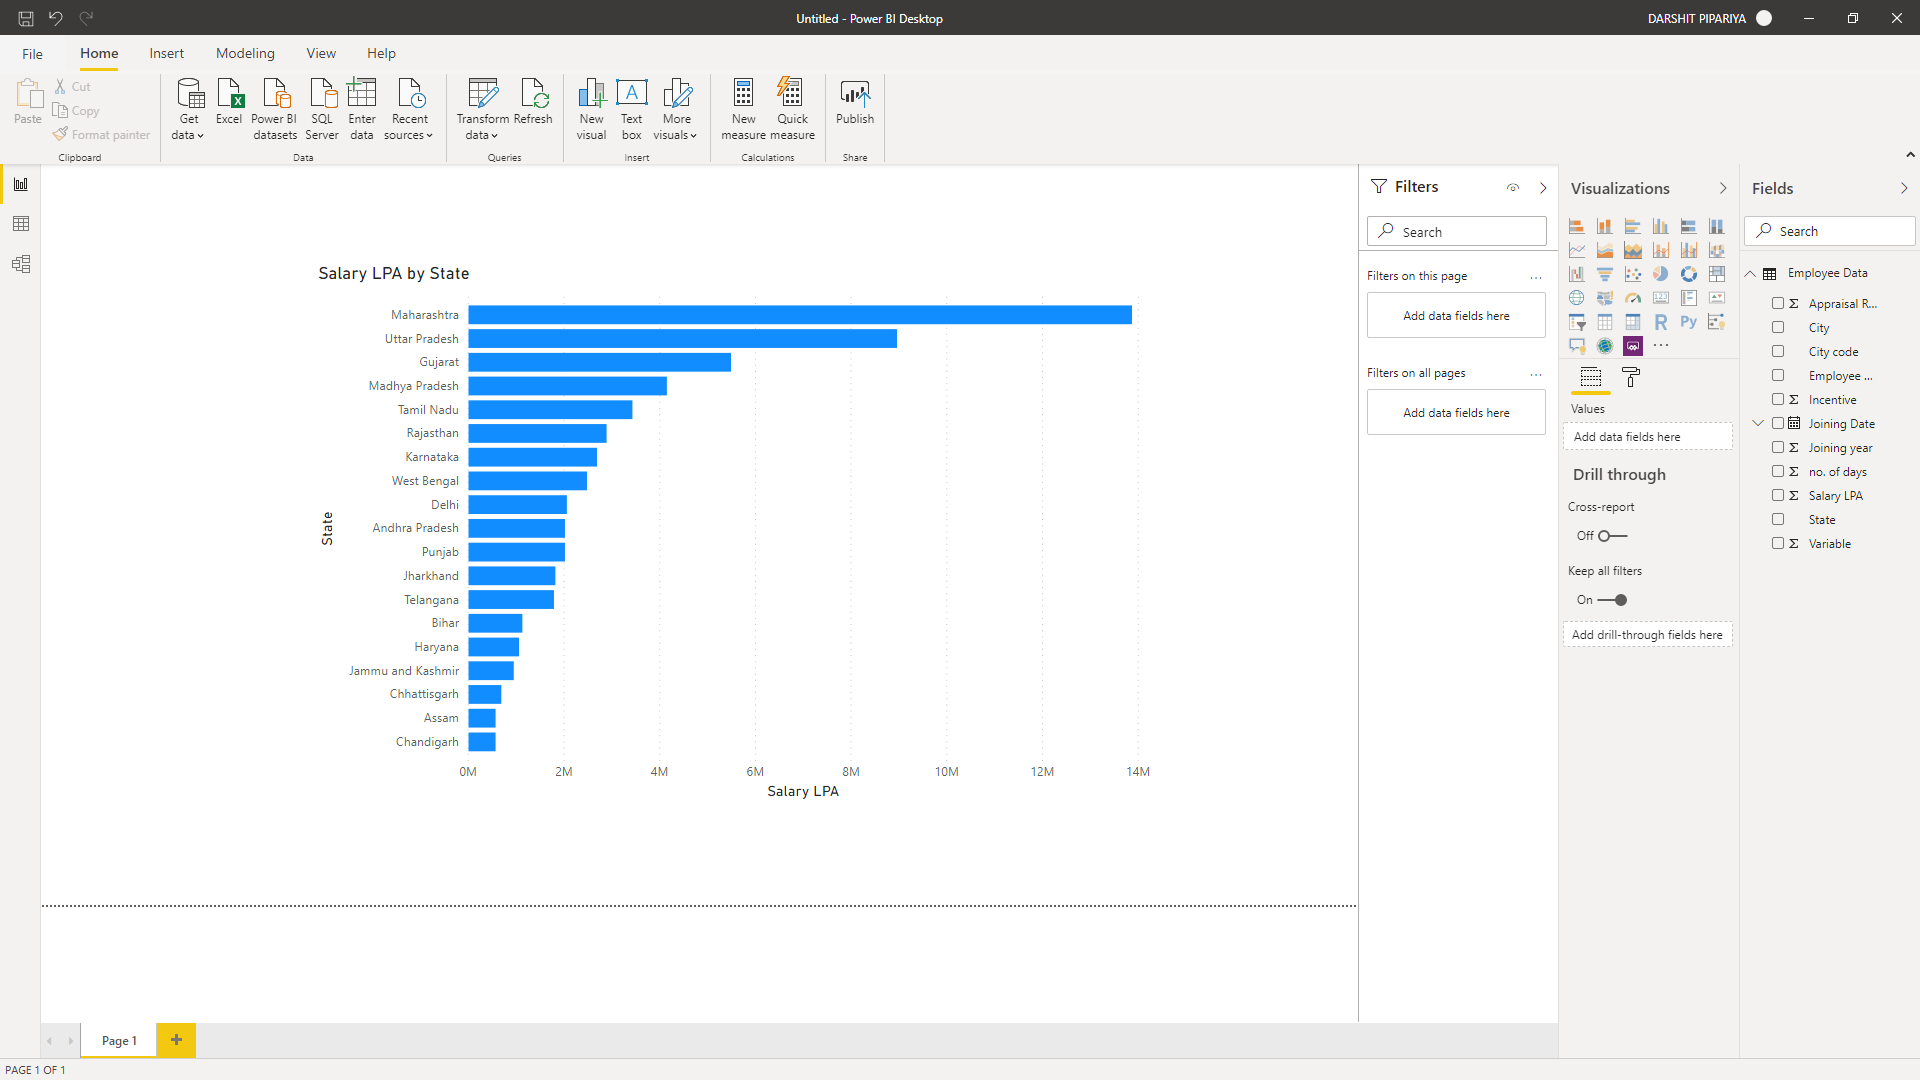 Untitled - Power BI Desktop
DARSHIT PIPARIYA
File Home Insert Modeling View Help
Paste
Cut
Copy
Format painter
Clipboard
Get data
Excel
Power BI datasets
SQL Server
Enter data
Recent sources
Data
Transform data
Refresh
Queries
New visual
Text box
More visuals
Insert
New measure
Quick measure
Calculations
Publish
Share
Salary LPA by State
State
Maharashtra
Uttar Pradesh
Gujarat
Madhya Pradesh
Tamil Nadu
Rajasthan
Karnataka
West Bengal
Delhi
Andhra Pradesh
Punjab
Jharkhand
Telangana
Bihar
Haryana
Jammu and Kashmir
Chhattisgarh
Assam
Chandigarh
0M 2M 4M 6M 8M 10M 12M 14M
Salary LPA
Filters
Search
Filters on this page ...
Add data fields here
Filters on all pages ...
Add data fields here
Visualizations
R Py
...
Values
Add data fields here
Drill through
Cross-report
Off
Keep all filters
On
Add drill-through fields here
Fields
Search
Employee Data
Σ Appraisal R...
City
City code
Employee ...
Σ Incentive
Joining Date
Σ Joining year
Σ no. of days
Σ Salary LPA
State
Σ Variable
Page 1 +
PAGE 1 OF 1